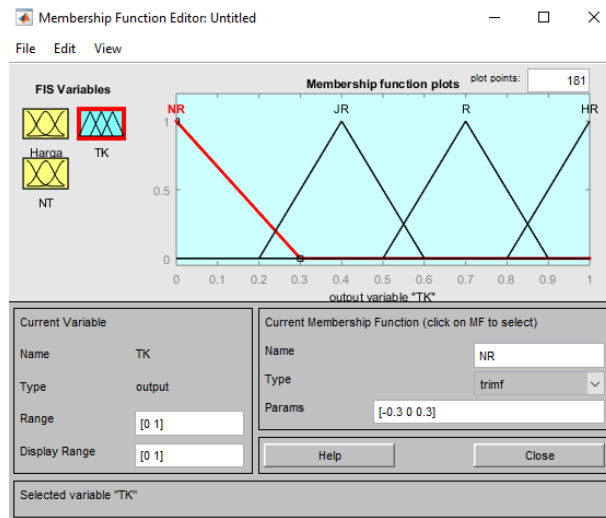 Membership Function Editor: Untitled
File Edit View
FIS Variables
Membership function plots
plot points:
181
Harga
TK
NT
NR
JR
R
HR
1
0.5
0
0 0.1 0.2 0.3 0.4 0.5 0.6 0.7 0.8 0.9 1
output variable "TK"
Current Variable
Name TK
Type output
Range [0 1]
Display Range [0 1]
Current Membership Function (click on MF to select)
Name NR
Type trimf
Params [-0.3 0 0.3]
Help Close
Selected variable "TK"